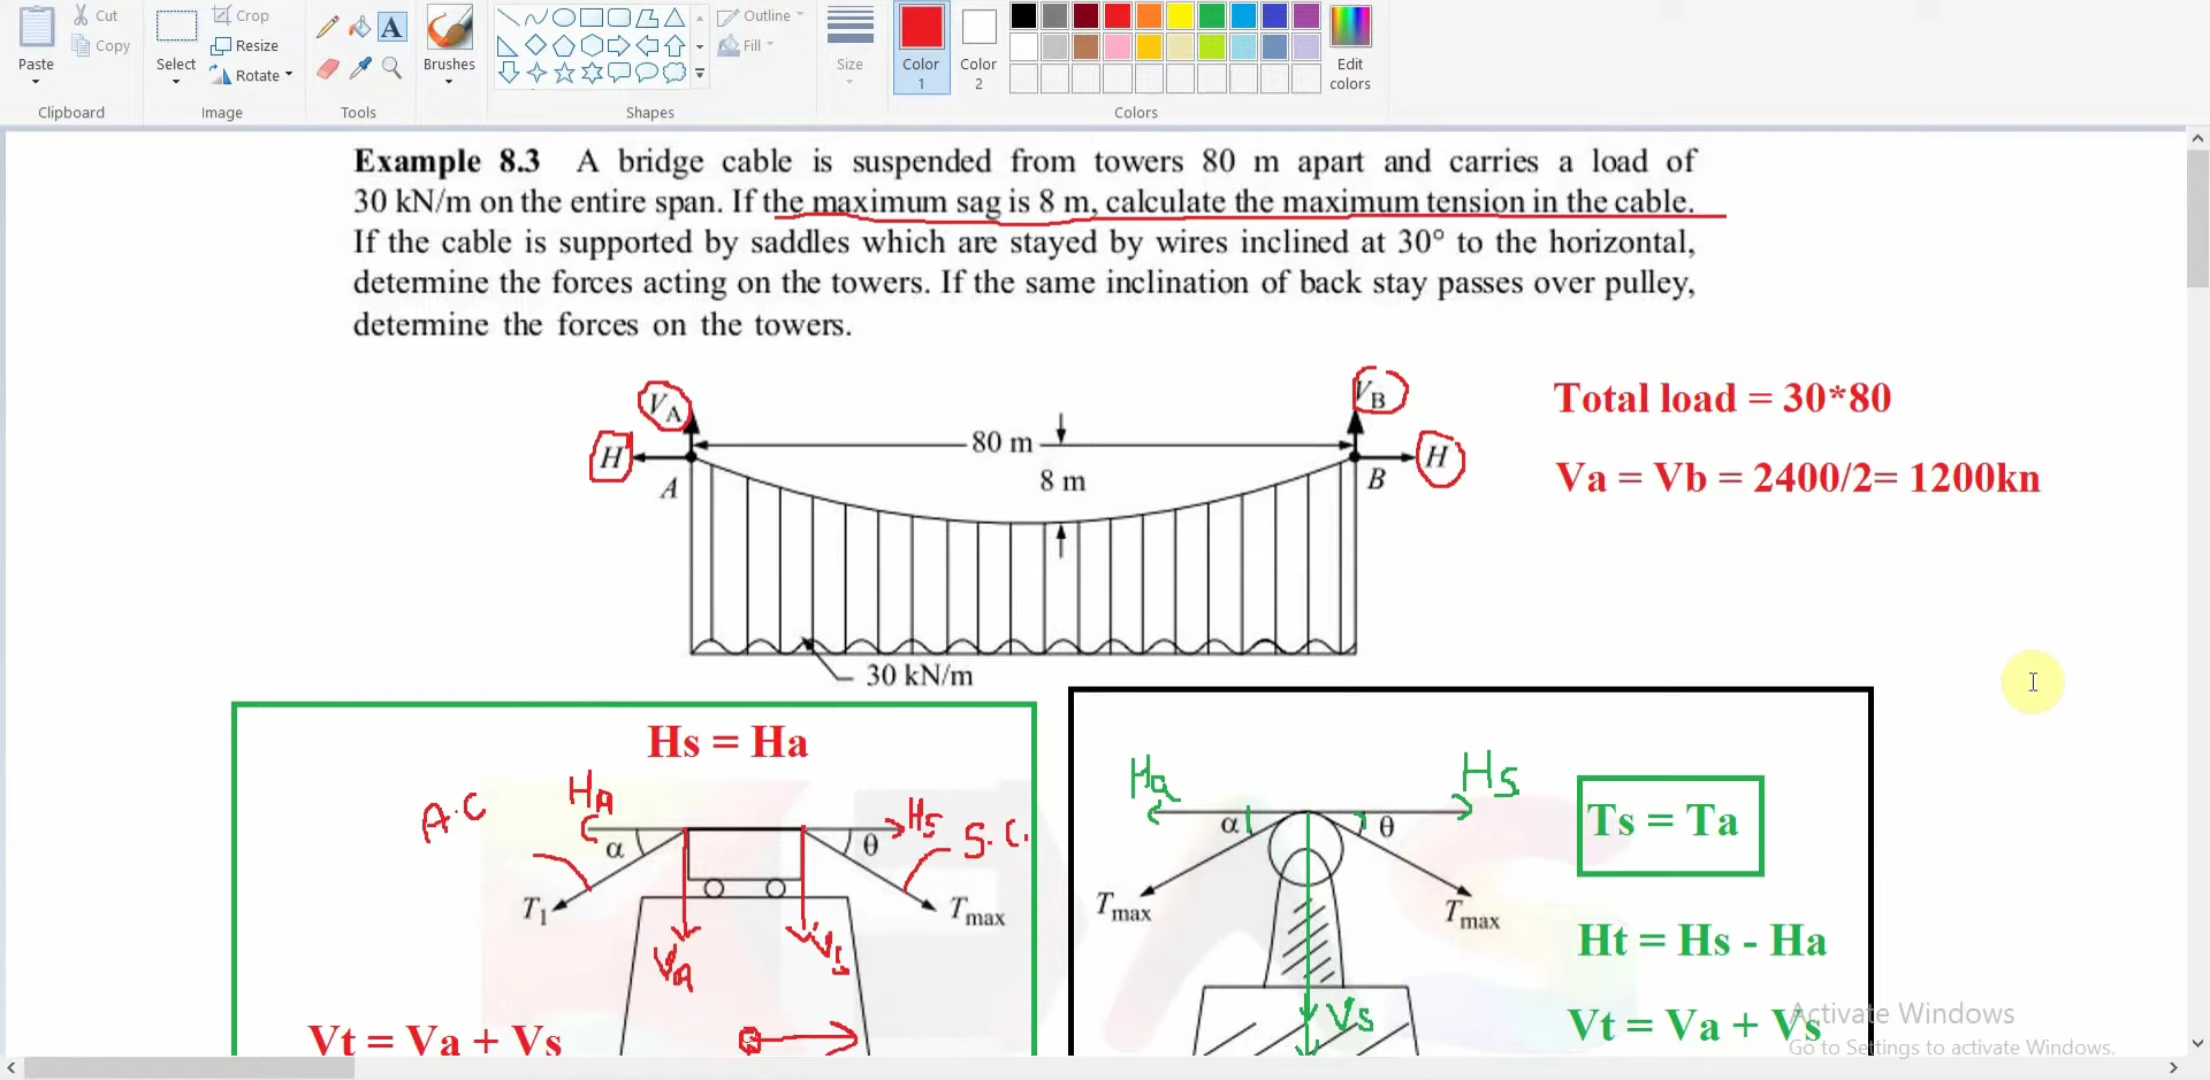 Cut
Copy
Paste
Clipboard
Crop
Resize
Rotate
Select
Image
A
Tools
Brushes
Outline
Fill
Shapes
Size
Color 1
Color 2
Edit colors
Colors
Example 8.3 A bridge cable is suspended from towers 80 m apart and carries a load of
30 kN/m on the entire span. If the maximum sag is 8 m, calculate the maximum tension in the cable.
If the cable is supported by saddles which are stayed by wires inclined at 30° to the horizontal,
determine the forces acting on the towers. If the same inclination of back stay passes over pulley,
determine the forces on the towers.
VA
VB
H
80 m
H
A
8 m
B
30 kN/m
Total load = 30*80
Va = Vb = 2400/2= 1200kn
Hs = Ha
A.C
HA
Hs
S.C.
α
θ
T1
Tmax
VA
Vs
Vt = Va + Vs
Ha
Hs
α
θ
Tmax
Tmax
Vs
Ts = Ta
Ht = Hs - Ha
Vt = Va + Vs
Activate Windows
Go to Settings to activate Windows.